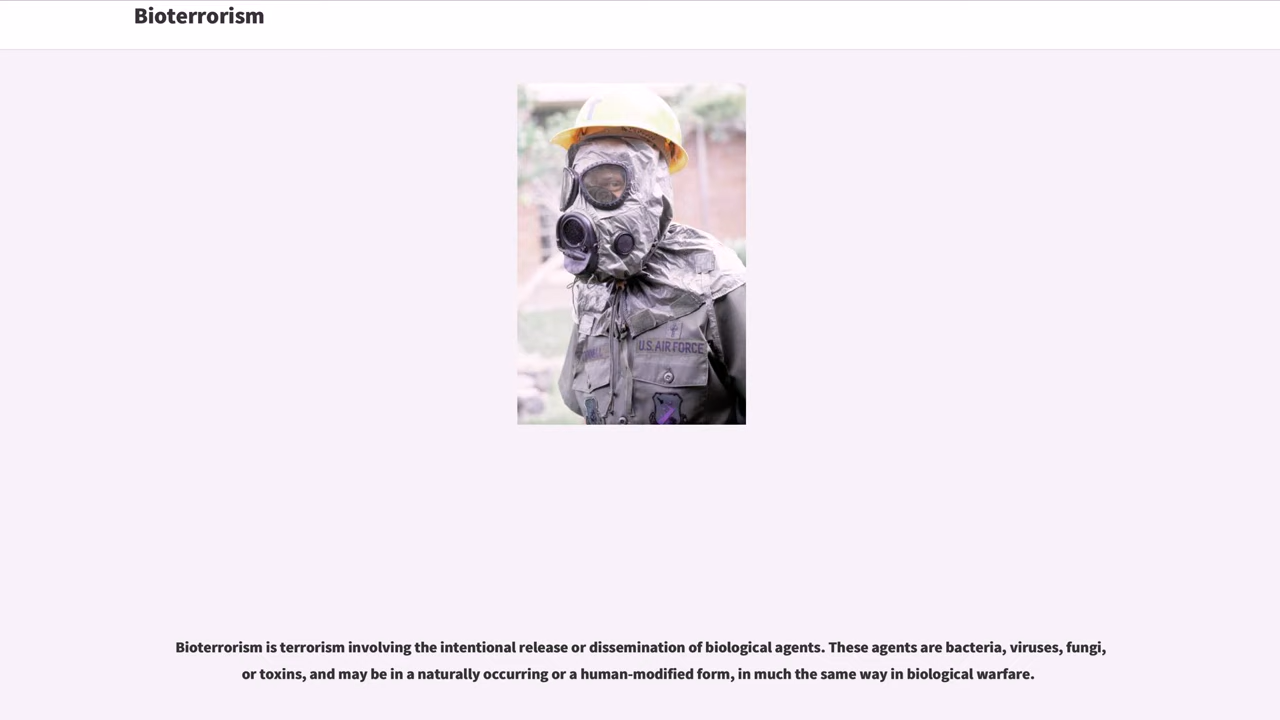 Bioterrorism
U.S. AIR FORCE
Bioterrorism is terrorism involving the intentional release or dissemination of biological agents. These agents are bacteria, viruses, fungi,
or toxins, and may be in a naturally occurring or a human-modified form, in much the same way in biological warfare.